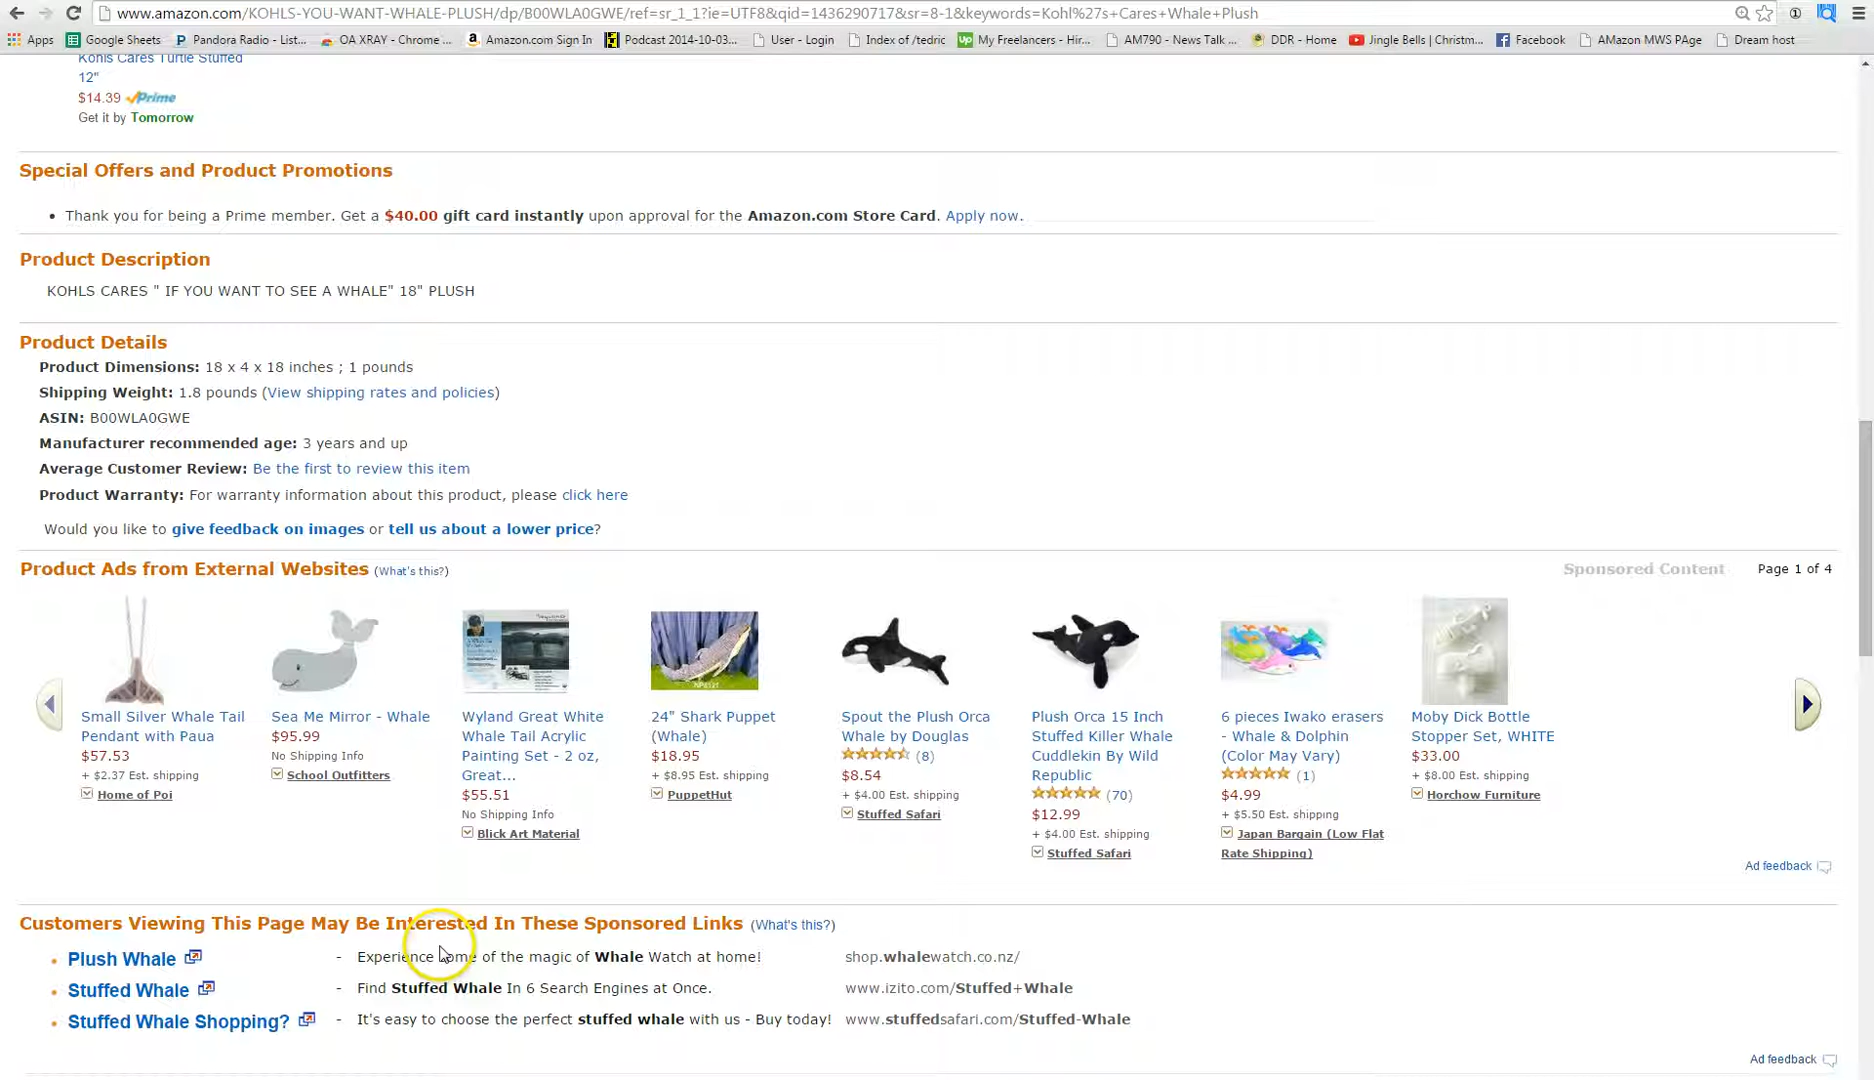 www.amazon.com/KOHLS-YOU-WANT-WHALE-PLUSH/dp/B00WLA0GWE/ref=sr_1_1?ie=UTF8&qid=1436290717&sr=8-1&keywords=Kohl%27s+Cares+Whale+Plush
Apps Google Sheets Pandora Radio - List... OA XRAY - Chrome ... Amazon.com Sign In Podcast 2014-10-03... User - Login Index of /tedric My Freelancers - Hir... AM790 - News Talk ... DDR - Home Jingle Bells | Christm... Facebook AMazon MWS PAge Dream host
Kohls Cares Turtle Stuffed
12"
$14.39 Prime
Get it by Tomorrow
Special Offers and Product Promotions
• Thank you for being a Prime member. Get a $40.00 gift card instantly upon approval for the Amazon.com Store Card. Apply now.
Product Description
KOHLS CARES " IF YOU WANT TO SEE A WHALE" 18" PLUSH
Product Details
Product Dimensions: 18 x 4 x 18 inches ; 1 pounds
Shipping Weight: 1.8 pounds (View shipping rates and policies)
ASIN: B00WLA0GWE
Manufacturer recommended age: 3 years and up
Average Customer Review: Be the first to review this item
Product Warranty: For warranty information about this product, please click here
Would you like to give feedback on images or tell us about a lower price?
Product Ads from External Websites (What's this?) Sponsored Content Page 1 of 4
Small Silver Whale Tail
Pendant with Paua
$57.53
+ $2.37 Est. shipping
Home of Poi
Sea Me Mirror - Whale
$95.99
No Shipping Info
School Outfitters
Wyland Great White
Whale Tail Acrylic
Painting Set - 2 oz,
Great...
$55.51
No Shipping Info
Blick Art Material
24" Shark Puppet
(Whale)
$18.95
+ $8.95 Est. shipping
PuppetHut
Spout the Plush Orca
Whale by Douglas
(8)
$8.54
+ $4.00 Est. shipping
Stuffed Safari
Plush Orca 15 Inch
Stuffed Killer Whale
Cuddlekin By Wild
Republic
(70)
$12.99
+ $4.00 Est. shipping
Stuffed Safari
6 pieces Iwako erasers
- Whale & Dolphin
(Color May Vary)
(1)
$4.99
+ $5.50 Est. shipping
Japan Bargain (Low Flat
Rate Shipping)
Moby Dick Bottle
Stopper Set, WHITE
$33.00
+ $8.00 Est. shipping
Horchow Furniture
Ad feedback
Customers Viewing This Page May Be Interested In These Sponsored Links (What's this?)
• Plush Whale - Experience some of the magic of Whale Watch at home! shop.whalewatch.co.nz/
• Stuffed Whale - Find Stuffed Whale In 6 Search Engines at Once. www.izito.com/Stuffed+Whale
• Stuffed Whale Shopping? - It's easy to choose the perfect stuffed whale with us - Buy today! www.stuffedsafari.com/Stuffed-Whale
Ad feedback